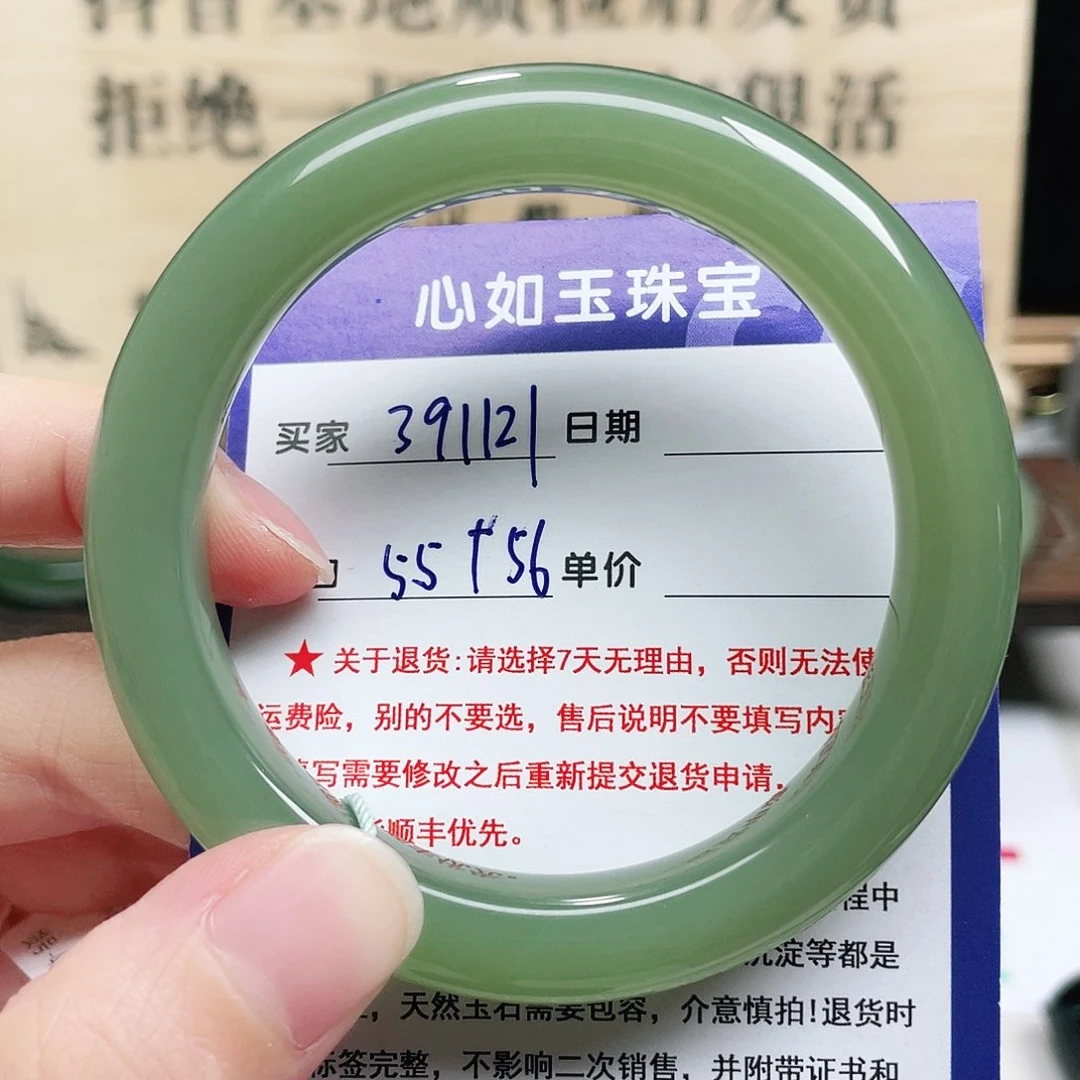 拒绝一
心如玉珠宝
买家 391121 日期
55 † 56 单价
★关于退货:请选择7天无理由，否则无法使
运费险，别的不要选，售后说明不要填写内
写需要修改之后重新提交退货申请。
顺丰优先。
程中
沉淀等都是
，天然玉石需要包容，介意慎拍!退货时
标签完整，不影响二次销售，并附带证书和